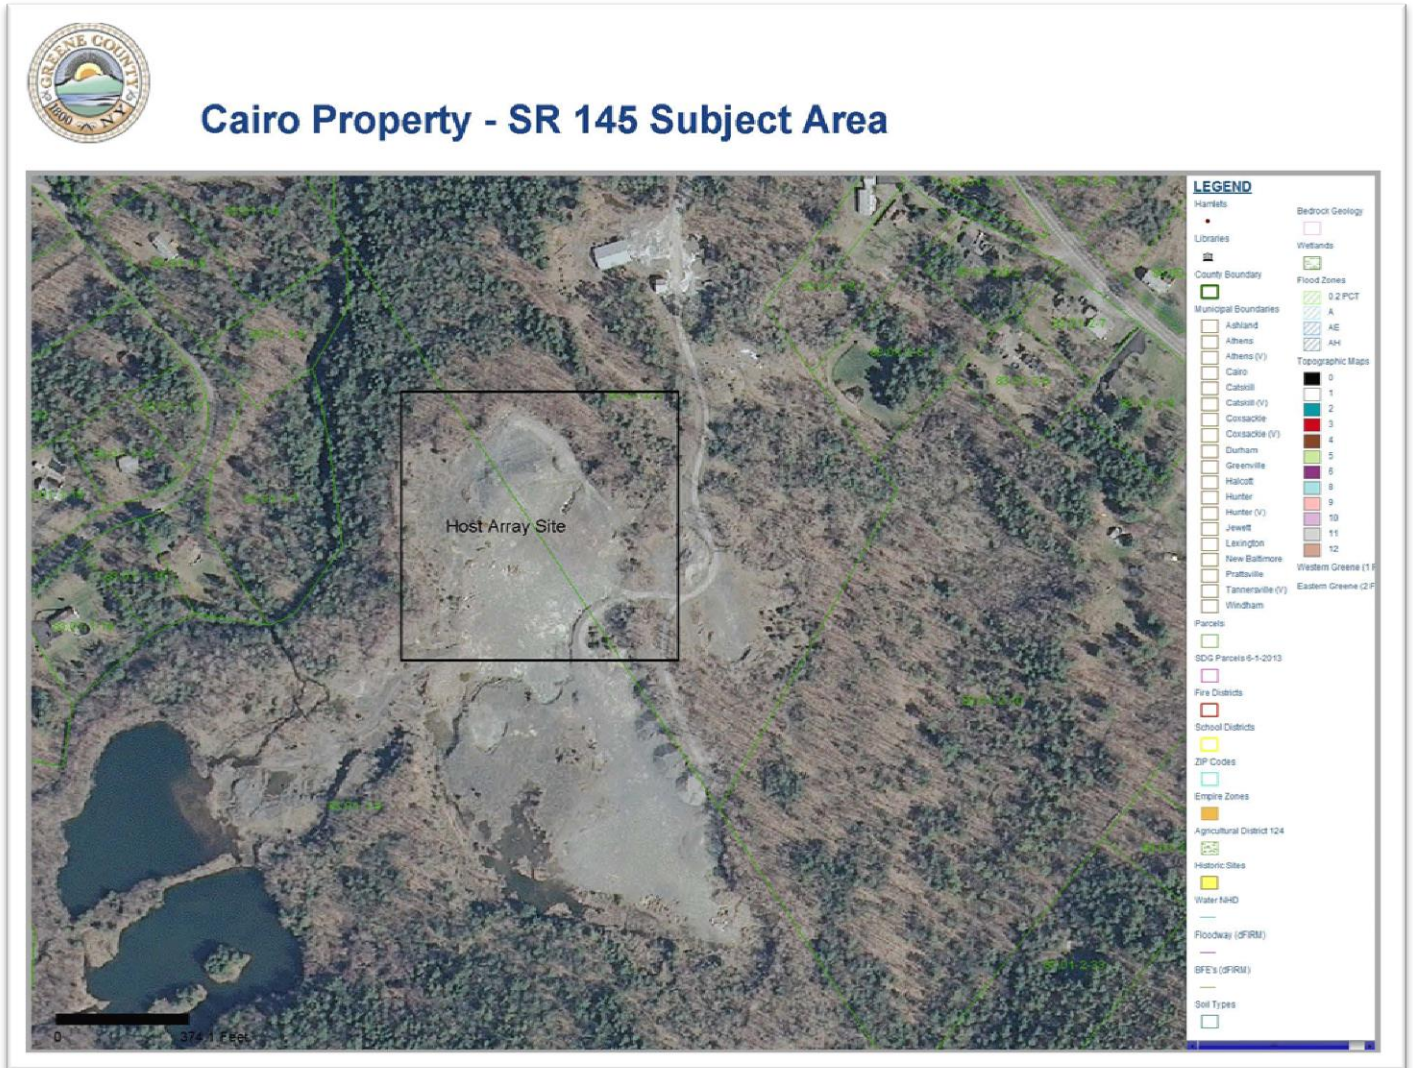 GREENE COUNTY
1800 NY
Cairo Property - SR 145 Subject Area
Host Array Site
0 374.1 Feet
LEGEND
Hamlets
Libraries
County Boundary
Municipal Boundaries
Ashland
Athens
Athens (V)
Cairo
Catskill
Catskill (V)
Coxsackie
Coxsackie (V)
Durham
Greenville
Halcott
Hunter
Hunter (V)
Jewett
Lexington
New Baltimore
Prattsville
Tannersville (V)
Windham
Parcels
SDG Parcels 6-1-2013
Fire Districts
School Districts
ZIP Codes
Empire Zones
Agricultural District 124
Historic Sites
Water NHD
Floodway (dFIRM)
BFE's (dFIRM)
Soil Types
Bedrock Geology
Wetlands
Flood Zones
0.2 PCT
A
AE
AH
Topographic Maps
0
1
2
3
4
5
6
8
9
10
11
12
Western Greene (1 F
Eastern Greene (2 F